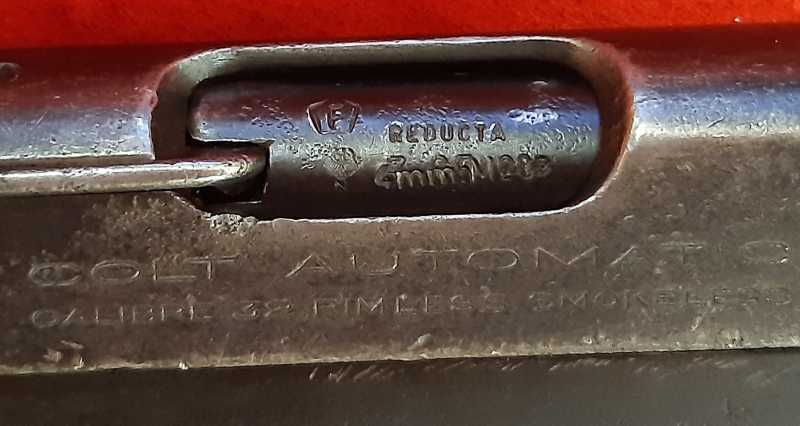 F
REDUCTA
COLT AUTOMATIC
CALIBRE 32 RIMLESS SMOKELESS